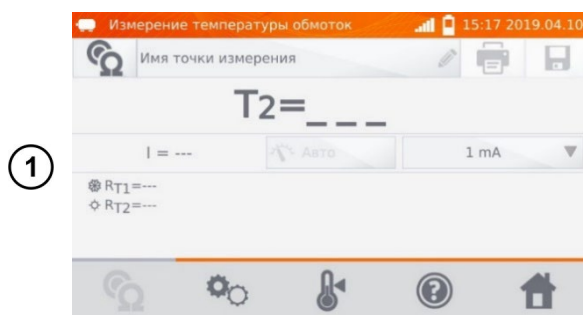 Измерение температуры обмоток 15:17 2019.04.10
Имя точки измерения
T2=_ _ _
1
I = --- Авто 1 mA
RT1=---
RT2=---
?